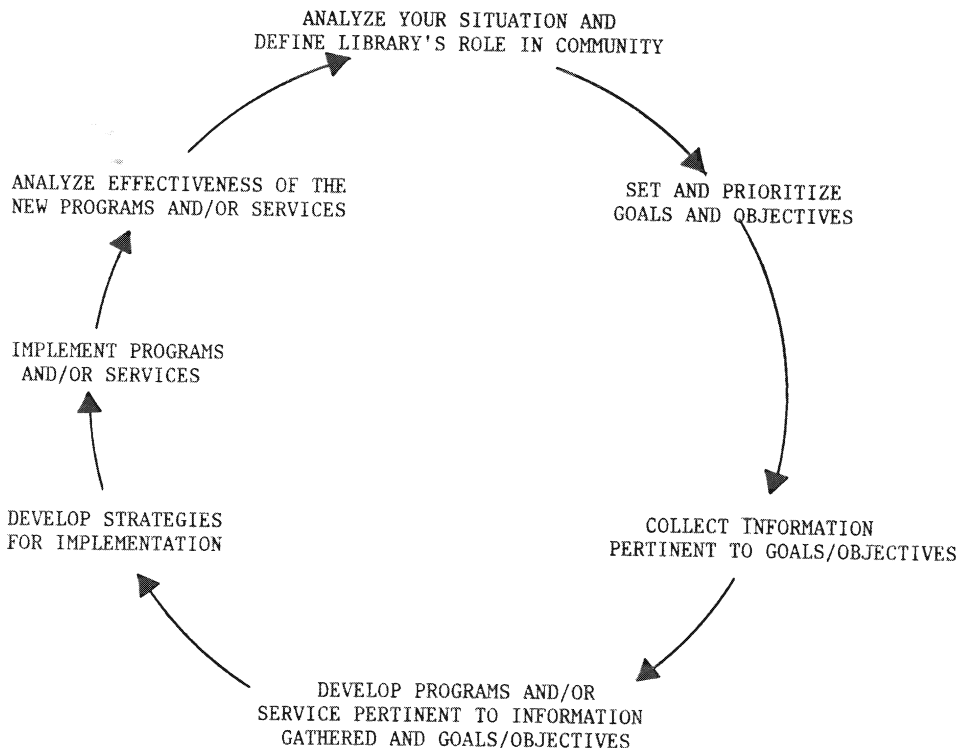 ANALYZE YOUR SITUATION AND
DEFINE LIBRARY'S ROLE IN COMMUNITY
SET AND PRIORITIZE
GOALS AND OBJECTIVES
COLLECT INFORMATION
PERTINENT TO GOALS/OBJECTIVES
DEVELOP PROGRAMS AND/OR
SERVICE PERTINENT TO INFORMATION
GATHERED AND GOALS/OBJECTIVES
DEVELOP STRATEGIES
FOR IMPLEMENTATION
IMPLEMENT PROGRAMS
AND/OR SERVICES
ANALYZE EFFECTIVENESS OF THE
NEW PROGRAMS AND/OR SERVICES